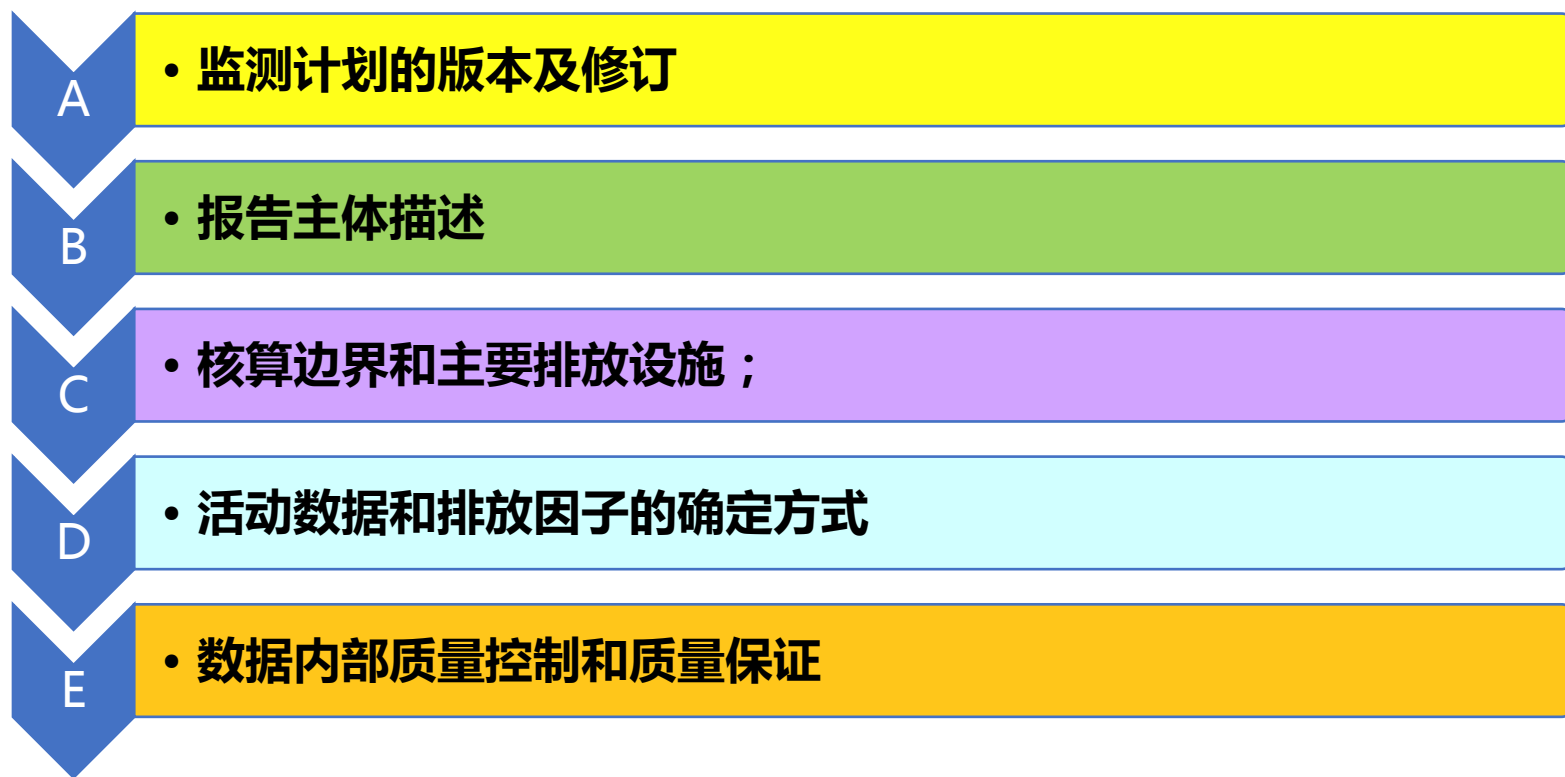 A
• 监测计划的版本及修订
B
• 报告主体描述
C
• 核算边界和主要排放设施；
D
• 活动数据和排放因子的确定方式
E
• 数据内部质量控制和质量保证